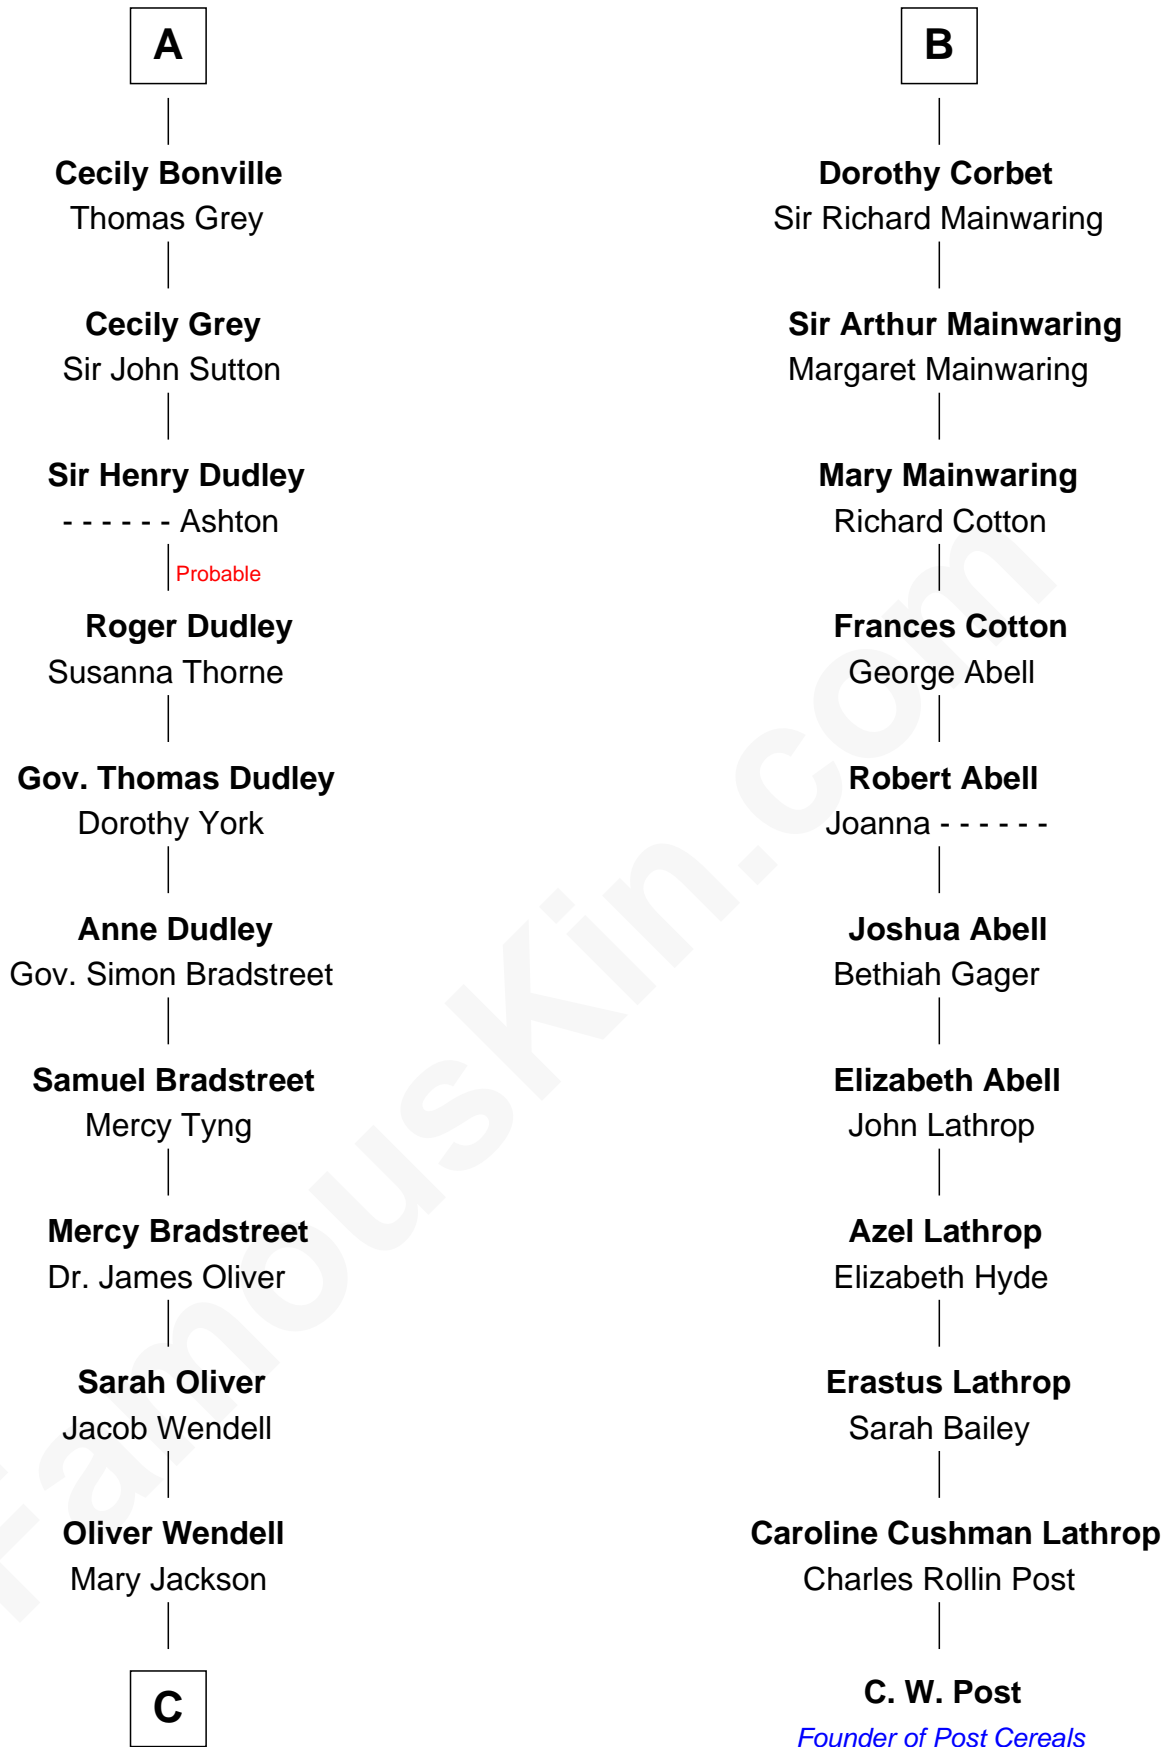 A
Cecily Bonville
Thomas Grey
Cecily Grey
Sir John Sutton
Sir Henry Dudley
- - - - - - Ashton
Probable
Roger Dudley
Susanna Thorne
Gov. Thomas Dudley
Dorothy York
Anne Dudley
Gov. Simon Bradstreet
Samuel Bradstreet
Mercy Tyng
Mercy Bradstreet
Dr. James Oliver
Sarah Oliver
Jacob Wendell
Oliver Wendell
Mary Jackson
C
B
Dorothy Corbet
Sir Richard Mainwaring
Sir Arthur Mainwaring
Margaret Mainwaring
Mary Mainwaring
Richard Cotton
Frances Cotton
George Abell
Robert Abell
Joanna - - - - - -
Joshua Abell
Bethiah Gager
Elizabeth Abell
John Lathrop
Azel Lathrop
Elizabeth Hyde
Erastus Lathrop
Sarah Bailey
Caroline Cushman Lathrop
Charles Rollin Post
C. W. Post
Founder of Post Cereals
FamousKin.com